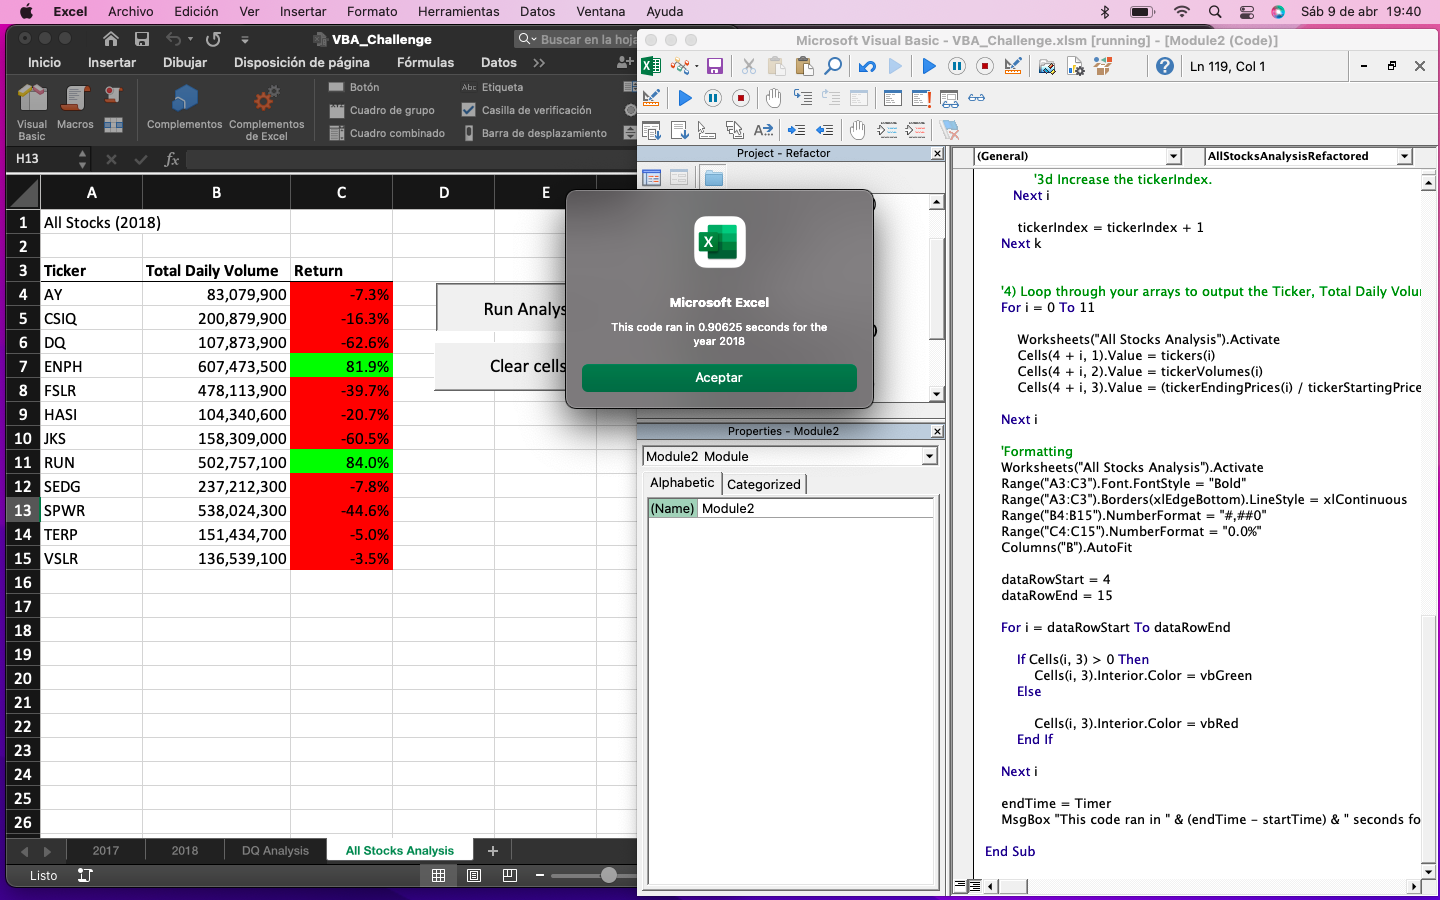 Excel Archivo Edición Ver Insertar Formato Herramientas Datos Ventana Ayuda Sáb 9 de abr 19:40
VBA_Challenge
Buscar en la hoja
Inicio Insertar Dibujar Disposición de página Fórmulas Datos >>
Visual Basic
Macros
Complementos
Complementos de Excel
Botón
Cuadro de grupo
Cuadro combinado
Abc Etiqueta
Casilla de verificación
Barra de desplazamiento
H13 fx
A B C D E
1 All Stocks (2018)
2
3 Ticker Total Daily Volume Return
4 AY 83,079,900 -7.3%
5 CSIQ 200,879,900 -16.3%
6 DQ 107,873,900 -62.6%
7 ENPH 607,473,500 81.9%
8 FSLR 478,113,900 -39.7%
9 HASI 104,340,600 -20.7%
10 JKS 158,309,000 -60.5%
11 RUN 502,757,100 84.0%
12 SEDG 237,212,300 -7.8%
13 SPWR 538,024,300 -44.6%
14 TERP 151,434,700 -5.0%
15 VSLR 136,539,100 -3.5%
16
17
18
19
20
21
22
23
24
25
26
Run Analys
Clear cells
2017 2018 DQ Analysis All Stocks Analysis +
Listo
Microsoft Excel
This code ran in 0.90625 seconds for the
year 2018
Aceptar
Microsoft Visual Basic - VBA_Challenge.xlsm [running] - [Module2 (Code)]
Ln 119, Col 1
Project - Refactor
Properties - Module2
Module2 Module
Alphabetic Categorized
(Name) Module2
(General) AllStocksAnalysisRefactored
'3d Increase the tickerIndex.
Next i
tickerIndex = tickerIndex + 1
Next k
'4) Loop through your arrays to output the Ticker, Total Daily Volu
For i = 0 To 11
Worksheets("All Stocks Analysis").Activate
Cells(4 + i, 1).Value = tickers(i)
Cells(4 + i, 2).Value = tickerVolumes(i)
Cells(4 + i, 3).Value = (tickerEndingPrices(i) / tickerStartingPrice
Next i
'Formatting
Worksheets("All Stocks Analysis").Activate
Range("A3:C3").Font.FontStyle = "Bold"
Range("A3:C3").Borders(xlEdgeBottom).LineStyle = xlContinuous
Range("B4:B15").NumberFormat = "#,##0"
Range("C4:C15").NumberFormat = "0.0%"
Columns("B").AutoFit
dataRowStart = 4
dataRowEnd = 15
For i = dataRowStart To dataRowEnd
If Cells(i, 3) > 0 Then
Cells(i, 3).Interior.Color = vbGreen
Else
Cells(i, 3).Interior.Color = vbRed
End If
Next i
endTime = Timer
MsgBox "This code ran in " & (endTime - startTime) & " seconds fo
End Sub